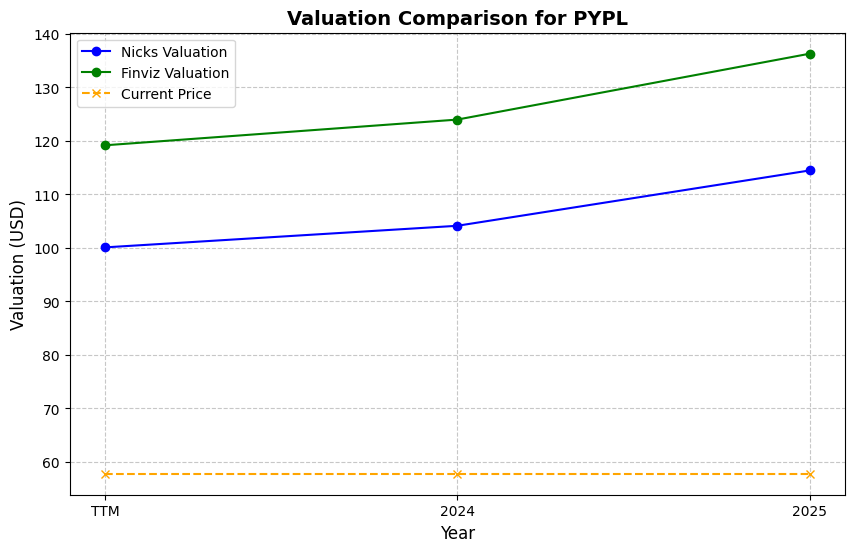 Valuation Comparison for PYPL
Nicks Valuation
Finviz Valuation
Current Price
Valuation (USD)
140
130
120
110
100
90
80
70
60
TTM
2024
2025
Year